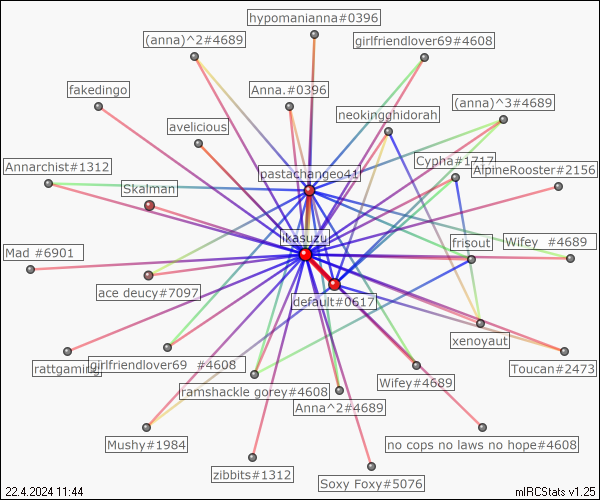 hypomanianna#0396
(anna)^2#4689
girlfriendlover69#4608
fakedingo
Anna.#0396
(anna)^3#4689
neokingghidorah
avelicious
Annarchist#1312
pastachangeo41
Cypha#1717
AlpineRooster#2156
Skalman
ikasuzu
frisout
Wifey #4689
Mad #6901
ace deucy#7097
default#0617
xenoyaut
rattgaming
girlfriendlover69 #4608
Toucan#2473
ramshackle gorey#4608
Wifey#4689
Anna^2#4689
Mushy#1984
no cops no laws no hope#4608
zibbits#1312
Soxy Foxy#5076
22.4.2024 11:44
mIRCStats v1.25